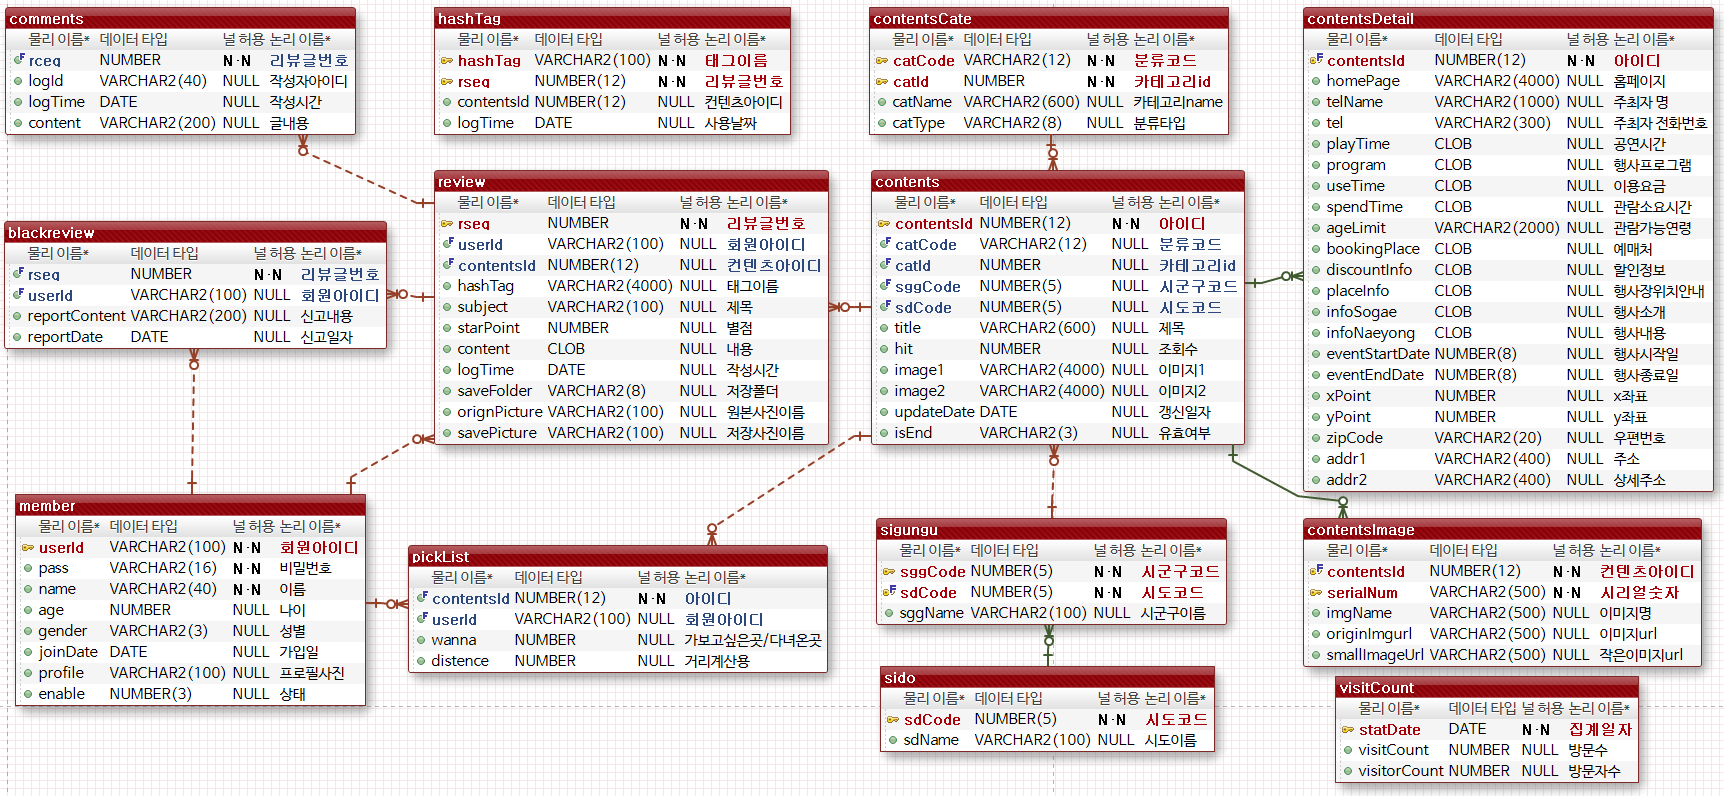 comments
물리 이름* 데이터 타입 널 허용 논리 이름*
rceq NUMBER N·N 리뷰글번호
logId VARCHAR2(40) NULL 작성자아이디
logTime DATE NULL 작성시간
content VARCHAR2(200) NULL 글내용
hashTag
물리 이름* 데이터 타입 널 허용 논리 이름*
hashTag VARCHAR2(100) N·N 태그이름
rseq NUMBER(12) N·N 리뷰글번호
contentsId NUMBER(12) NULL 컨텐츠아이디
logTime DATE NULL 사용날짜
contentsCate
물리 이름* 데이터 타입 널 허용 논리 이름*
catCode VARCHAR2(12) N·N 분류코드
catId NUMBER N·N 카테고리id
catName VARCHAR2(600) NULL 카테고리name
catType VARCHAR2(8) NULL 분류타입
contentsDetail
물리 이름* 데이터 타입 널 허용 논리 이름*
contentsId NUMBER(12) N·N 아이디
homePage VARCHAR2(4000) NULL 홈페이지
telName VARCHAR2(1000) NULL 주최자 명
tel VARCHAR2(300) NULL 주최자 전화번호
playTime CLOB NULL 공연시간
program CLOB NULL 행사프로그램
useTime CLOB NULL 이용요금
spendTime CLOB NULL 관람소요시간
ageLimit VARCHAR2(2000) NULL 관람가능연령
bookingPlace CLOB NULL 예매처
discountInfo CLOB NULL 할인정보
placeInfo CLOB NULL 행사장위치안내
infoSogae CLOB NULL 행사소개
infoNaeyong CLOB NULL 행사내용
eventStartDate NUMBER(8) NULL 행사시작일
eventEndDate NUMBER(8) NULL 행사종료일
xPoint NUMBER NULL x좌표
yPoint NUMBER NULL y좌표
zipCode VARCHAR2(20) NULL 우편번호
addr1 VARCHAR2(400) NULL 주소
addr2 VARCHAR2(400) NULL 상세주소
review
물리 이름* 데이터 타입 널 허용 논리 이름*
rseq NUMBER N·N 리뷰글번호
userId VARCHAR2(100) NULL 회원아이디
contentsId NUMBER(12) NULL 컨텐츠아이디
hashTag VARCHAR2(4000) NULL 태그이름
subject VARCHAR2(100) NULL 제목
starPoint NUMBER NULL 별점
content CLOB NULL 내용
logTime DATE NULL 작성시간
saveFolder VARCHAR2(8) NULL 저장폴더
orignPicture VARCHAR2(100) NULL 원본사진이름
savePicture VARCHAR2(100) NULL 저장사진이름
contents
물리 이름* 데이터 타입 널 허용 논리 이름*
contentsId NUMBER(12) N·N 아이디
catCode VARCHAR2(12) NULL 분류코드
catId NUMBER NULL 카테고리id
sggCode NUMBER(5) NULL 시군구코드
sdCode NUMBER(5) NULL 시도코드
title VARCHAR2(600) NULL 제목
hit NUMBER NULL 조회수
image1 VARCHAR2(4000) NULL 이미지1
image2 VARCHAR2(4000) NULL 이미지2
updateDate DATE NULL 갱신일자
isEnd VARCHAR2(3) NULL 유효여부
blackreview
물리 이름* 데이터 타입 널 허용 논리 이름*
rseq NUMBER N·N 리뷰글번호
userId VARCHAR2(100) NULL 회원아이디
reportContent VARCHAR2(200) NULL 신고내용
reportDate DATE NULL 신고일자
member
물리 이름* 데이터 타입 널 허용 논리 이름*
userId VARCHAR2(100) N·N 회원아이디
pass VARCHAR2(16) N·N 비밀번호
name VARCHAR2(40) N·N 이름
age NUMBER NULL 나이
gender VARCHAR2(3) NULL 성별
joinDate DATE NULL 가입일
profile VARCHAR2(100) NULL 프로필사진
enable NUMBER(3) NULL 상태
pickList
물리 이름* 데이터 타입 널 허용 논리 이름*
contentsId NUMBER(12) N·N 아이디
userId VARCHAR2(100) NULL 회원아이디
wanna NUMBER NULL 가보고싶은곳/다녀온곳
distence NUMBER NULL 거리계산용
sigungu
물리 이름* 데이터 타입 널 허용 논리 이름*
sggCode NUMBER(5) N·N 시군구코드
sdCode NUMBER(5) N·N 시도코드
sggName VARCHAR2(100) NULL 시군구이름
sido
물리 이름* 데이터 타입 널 허용 논리 이름*
sdCode NUMBER(5) N·N 시도코드
sdName VARCHAR2(100) NULL 시도이름
contentsImage
물리 이름* 데이터 타입 널 허용 논리 이름*
contentsId NUMBER(12) N·N 컨텐츠아이디
serialNum VARCHAR2(500) N·N 시리얼숫자
imgName VARCHAR2(500) NULL 이미지명
originImgurl VARCHAR2(500) NULL 이미지url
smallImageUrl VARCHAR2(500) NULL 작은이미지url
visitCount
물리 이름* 데이터 타입 널 허용 논리 이름*
statDate DATE N·N 집계일자
visitCount NUMBER NULL 방문수
visitorCount NUMBER NULL 방문자수